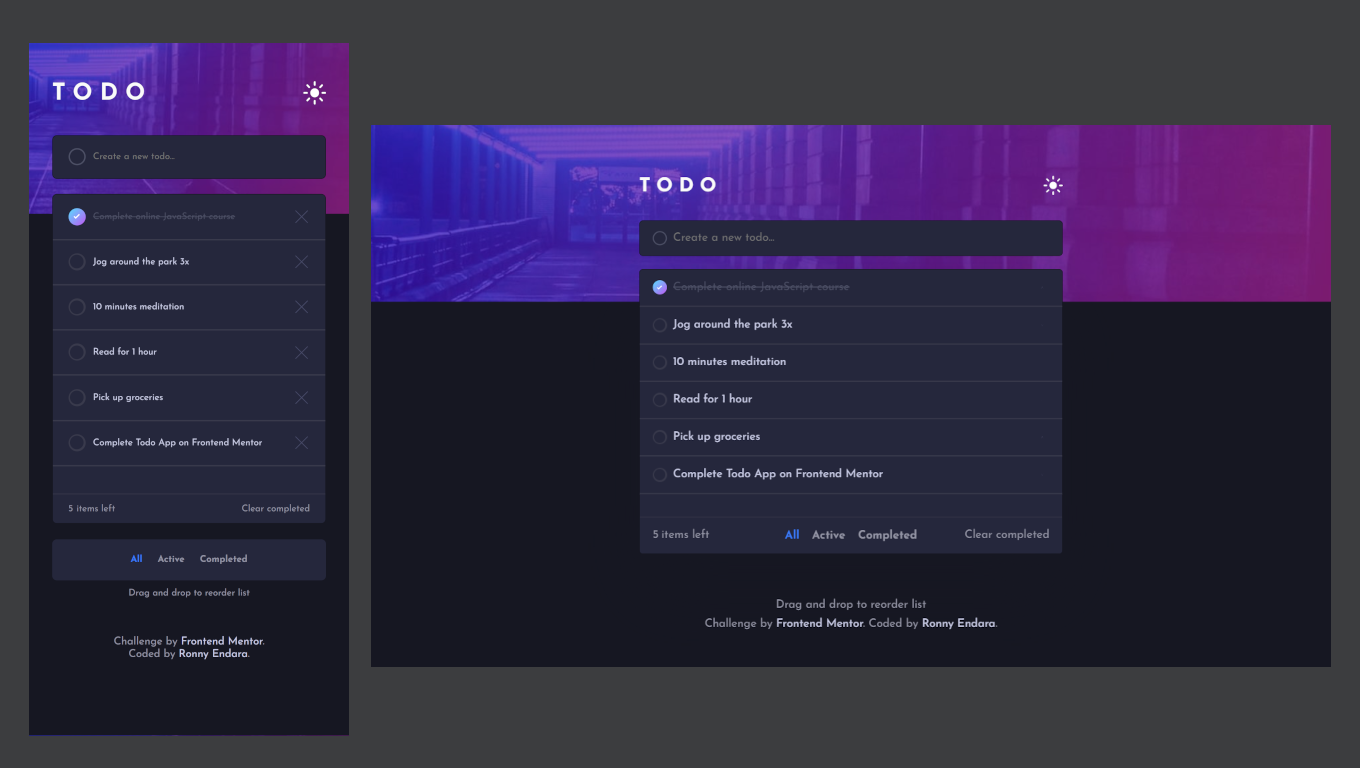 TODO
Create a new todo...
Complete online JavaScript course
Jog around the park 3x
10 minutes meditation
Read for 1 hour
Pick up groceries
Complete Todo App on Frontend Mentor
5 items left Clear completed
All Active Completed
Drag and drop to reorder list
Challenge by Frontend Mentor.
Coded by Ronny Endara.
TODO
Create a new todo...
Complete online JavaScript course
Jog around the park 3x
10 minutes meditation
Read for 1 hour
Pick up groceries
Complete Todo App on Frontend Mentor
5 items left All Active Completed Clear completed
Drag and drop to reorder list
Challenge by Frontend Mentor. Coded by Ronny Endara.